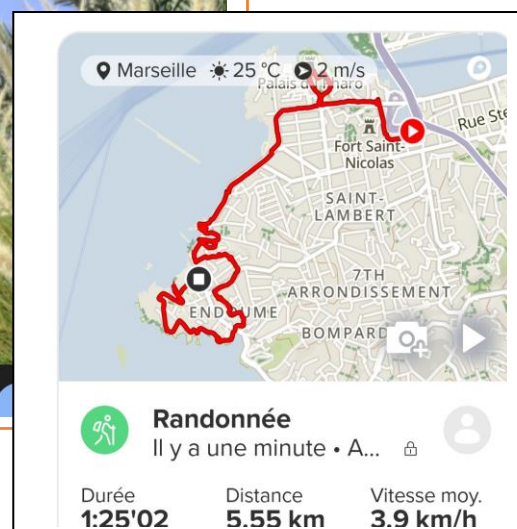 Marseille 25 °C 2 m/s
Palais du Pharo
Rue Ste
Fort Saint-
Nicolas
SAINT-
LAMBERT
7TH
ARRONDISSEMENT
ENDOUME
BOMPARD
Randonnée
Il y a une minute • A...
Durée Distance Vitesse moy.
1:25'02 5,55 km 3,9 km/h